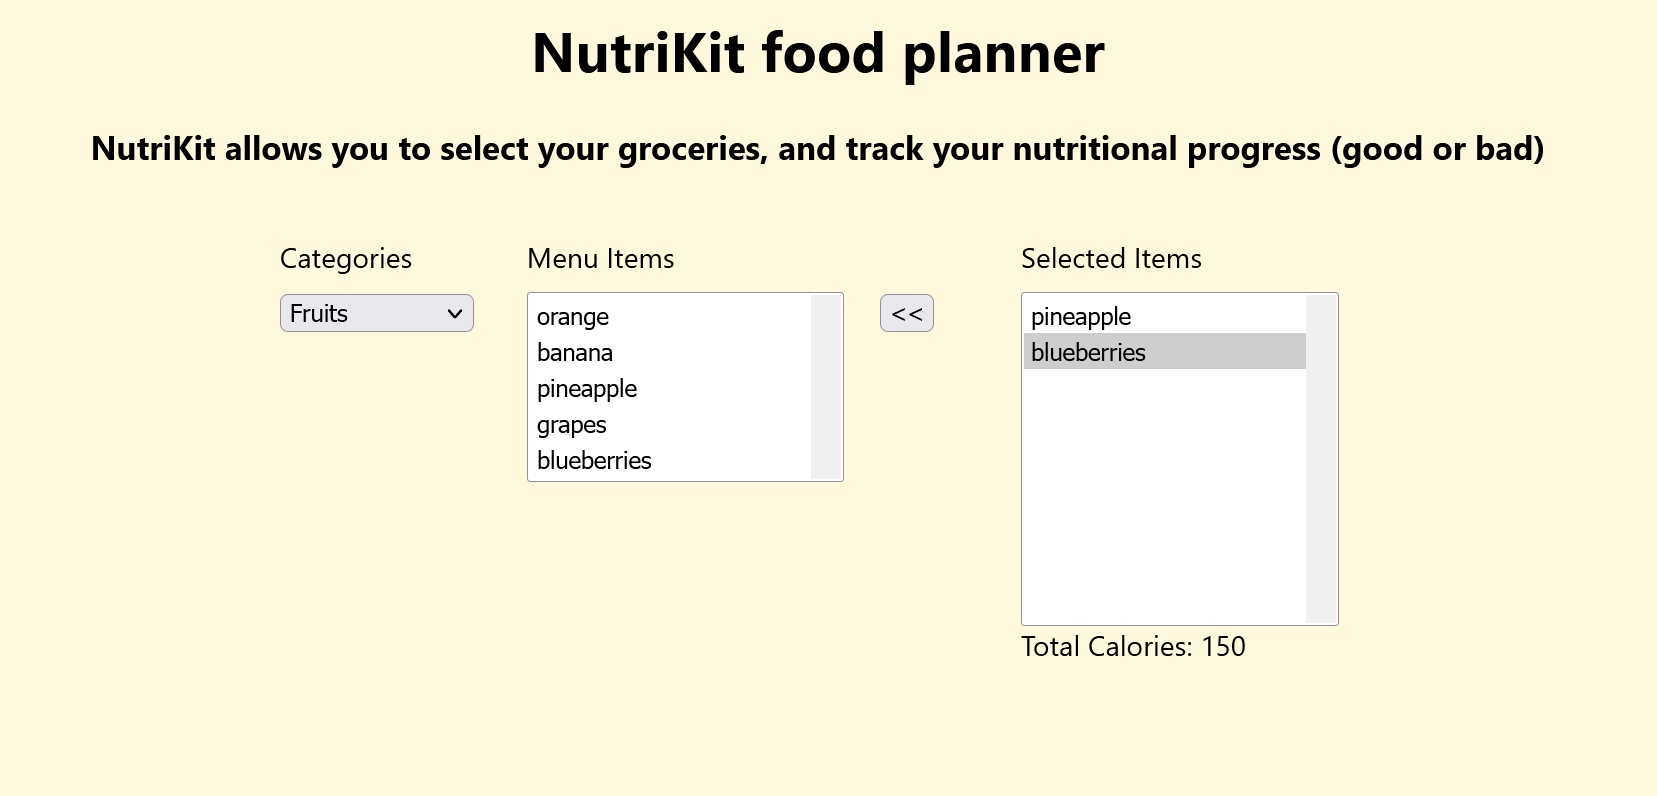 NutriKit food planner
NutriKit allows you to select your groceries, and track your nutritional progress (good or bad)
Categories
Fruits
Menu Items
orange
banana
pineapple
grapes
blueberries
<<
Selected Items
pineapple
blueberries
Total Calories: 150